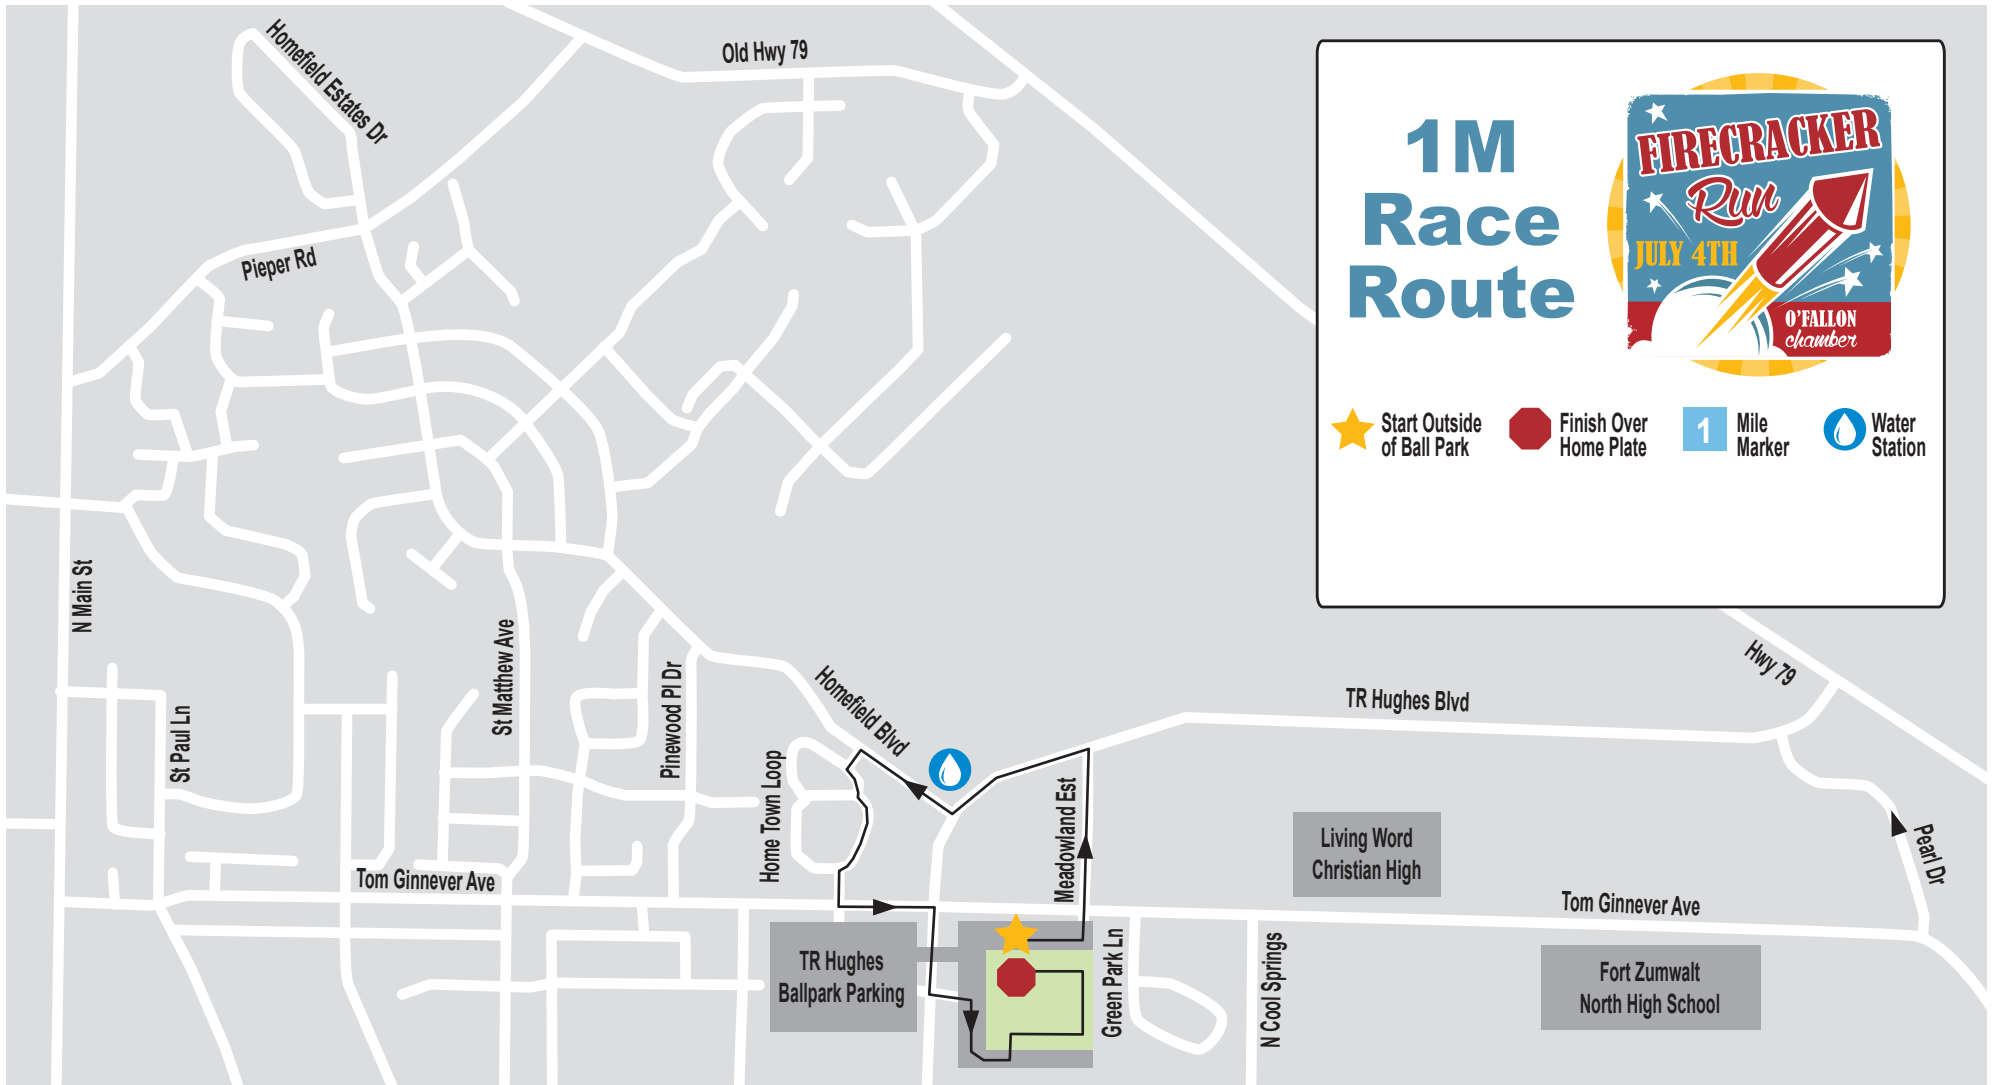 Homefield Estates Dr
Old Hwy 79
Pieper Rd
1M
Race
Route
FIRECRACKER
Run
JULY 4TH
O'FALLON
chamber
Start Outside
of Ball Park
Finish Over
Home Plate
1
Mile
Marker
Water
Station
N Main St
St Matthew Ave
St Paul Ln
Pinewood Pl Dr
Homefield Blvd
Home Town Loop
Hwy 79
TR Hughes Blvd
Meadowland Est
Living Word
Christian High
Pearl Dr
Tom Ginnever Ave
Tom Ginnever Ave
TR Hughes
Ballpark Parking
Green Park Ln
N Cool Springs
Fort Zumwalt
North High School